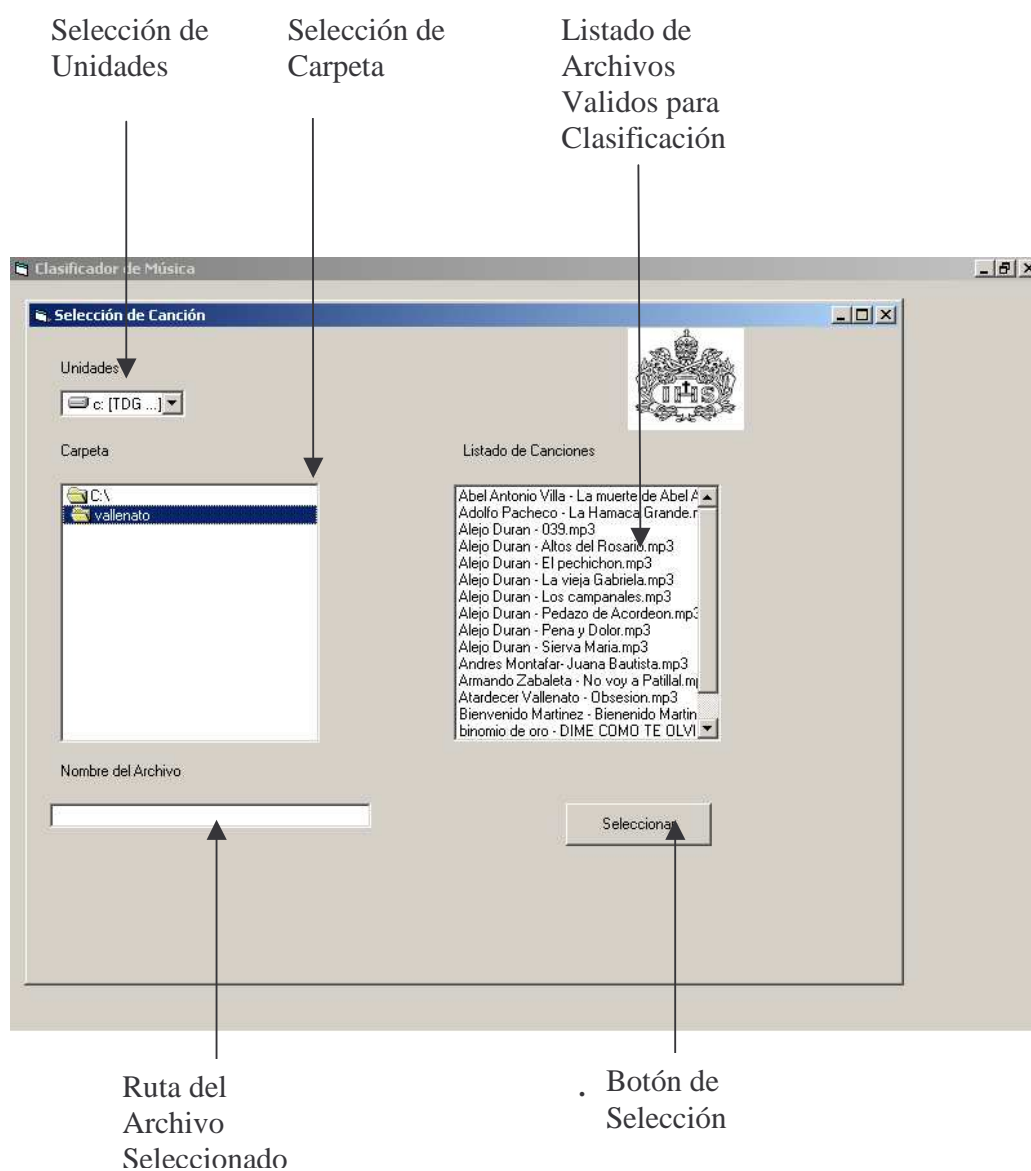 Selección de
Unidades
Selección de
Carpeta
Listado de
Archivos
Validos para
Clasificación
Clasificador de Música
Selección de Canción
Unidades
c: [TDG ...]
IHS
Carpeta
Listado de Canciones
C:\
vallenato
Abel Antonio Villa - La muerte de Abel A
Adolfo Pacheco - La Hamaca Grande.r
Alejo Duran - 039.mp3
Alejo Duran - Altos del Rosario.mp3
Alejo Duran - El pechichon.mp3
Alejo Duran - La vieja Gabriela.mp3
Alejo Duran - Los campanales.mp3
Alejo Duran - Pedazo de Acordeon.mp3
Alejo Duran - Pena y Dolor.mp3
Alejo Duran - Sierva Maria.mp3
Andres Montafar- Juana Bautista.mp3
Armando Zabaleta - No voy a Patillal.mp
Atardecer Vallenato - Obsesion.mp3
Bienvenido Martinez - Bienenido Martin
binomio de oro - DIME COMO TE OLVI
Nombre del Archivo
Seleccionar
Ruta del
Archivo
Seleccionado
. Botón de
Selección